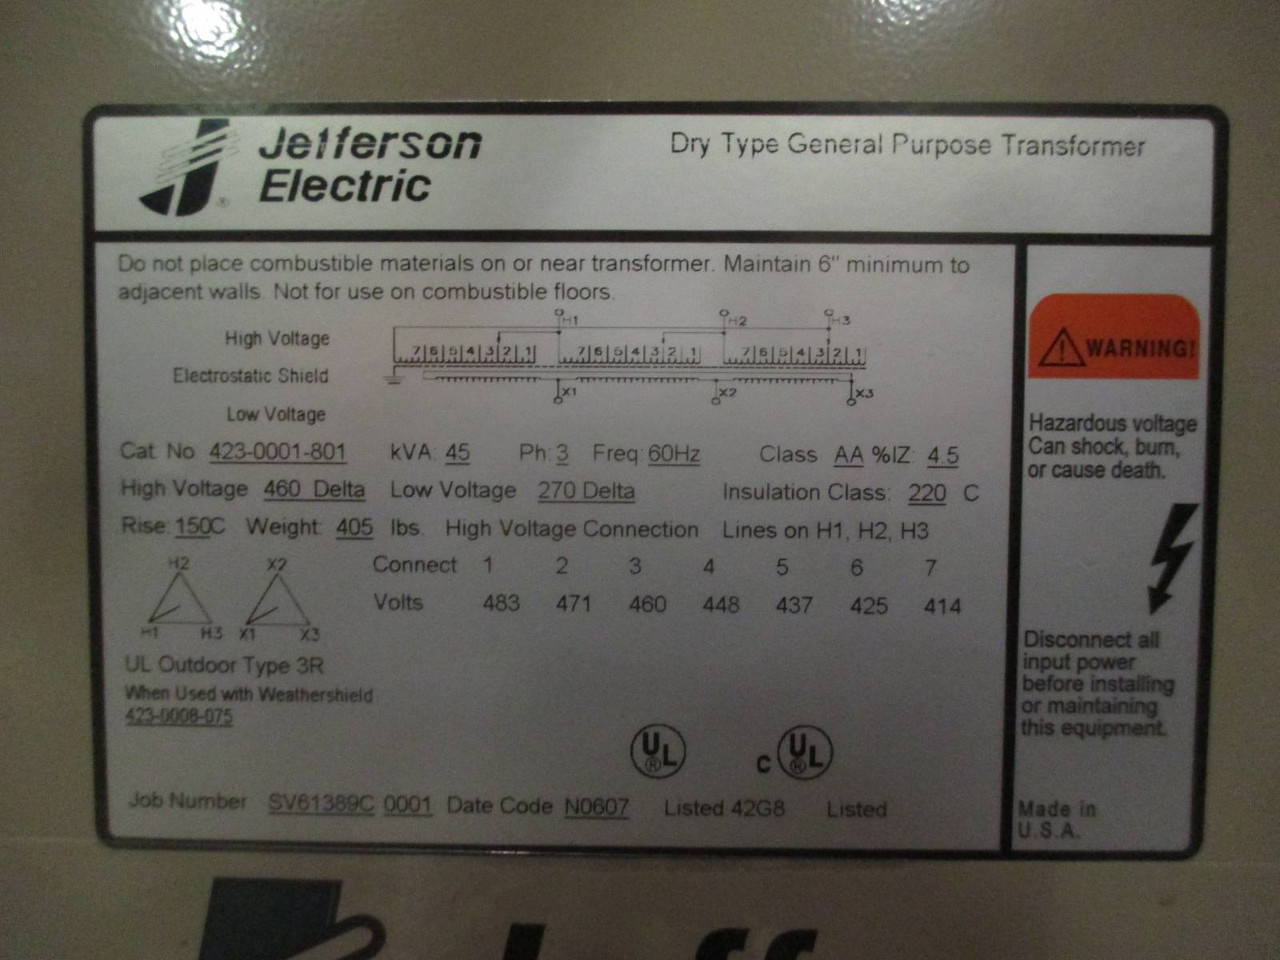 Jefferson
Electric
®
Dry Type General Purpose Transformer
Do not place combustible materials on or near transformer. Maintain 6" minimum to
adjacent walls. Not for use on combustible floors.
High Voltage
Electrostatic Shield
Low Voltage
H1 H2 H3
7 6 5 4 3 2 1 7 6 5 4 3 2 1 7 6 5 4 3 2 1
X1 X2 X3
Cat. No 423-0001-801 kVA: 45 Ph: 3 Freq: 60Hz Class AA %IZ: 4.5
High Voltage 460 Delta Low Voltage 270 Delta Insulation Class: 220 C
Rise: 150C Weight: 405 lbs. High Voltage Connection Lines on H1, H2, H3
H2 X2
H1 H3 X1 X3
Connect 1 2 3 4 5 6 7
Volts 483 471 460 448 437 425 414
UL Outdoor Type 3R
When Used with Weathershield
423-0008-075
UL ® C UL ®
Job Number SV61389C 0001 Date Code N0607 Listed 42G8 Listed
WARNING!
Hazardous voltage
Can shock, burn,
or cause death.
Disconnect all
input power
before installing
or maintaining
this equipment.
Made in
U.S.A.